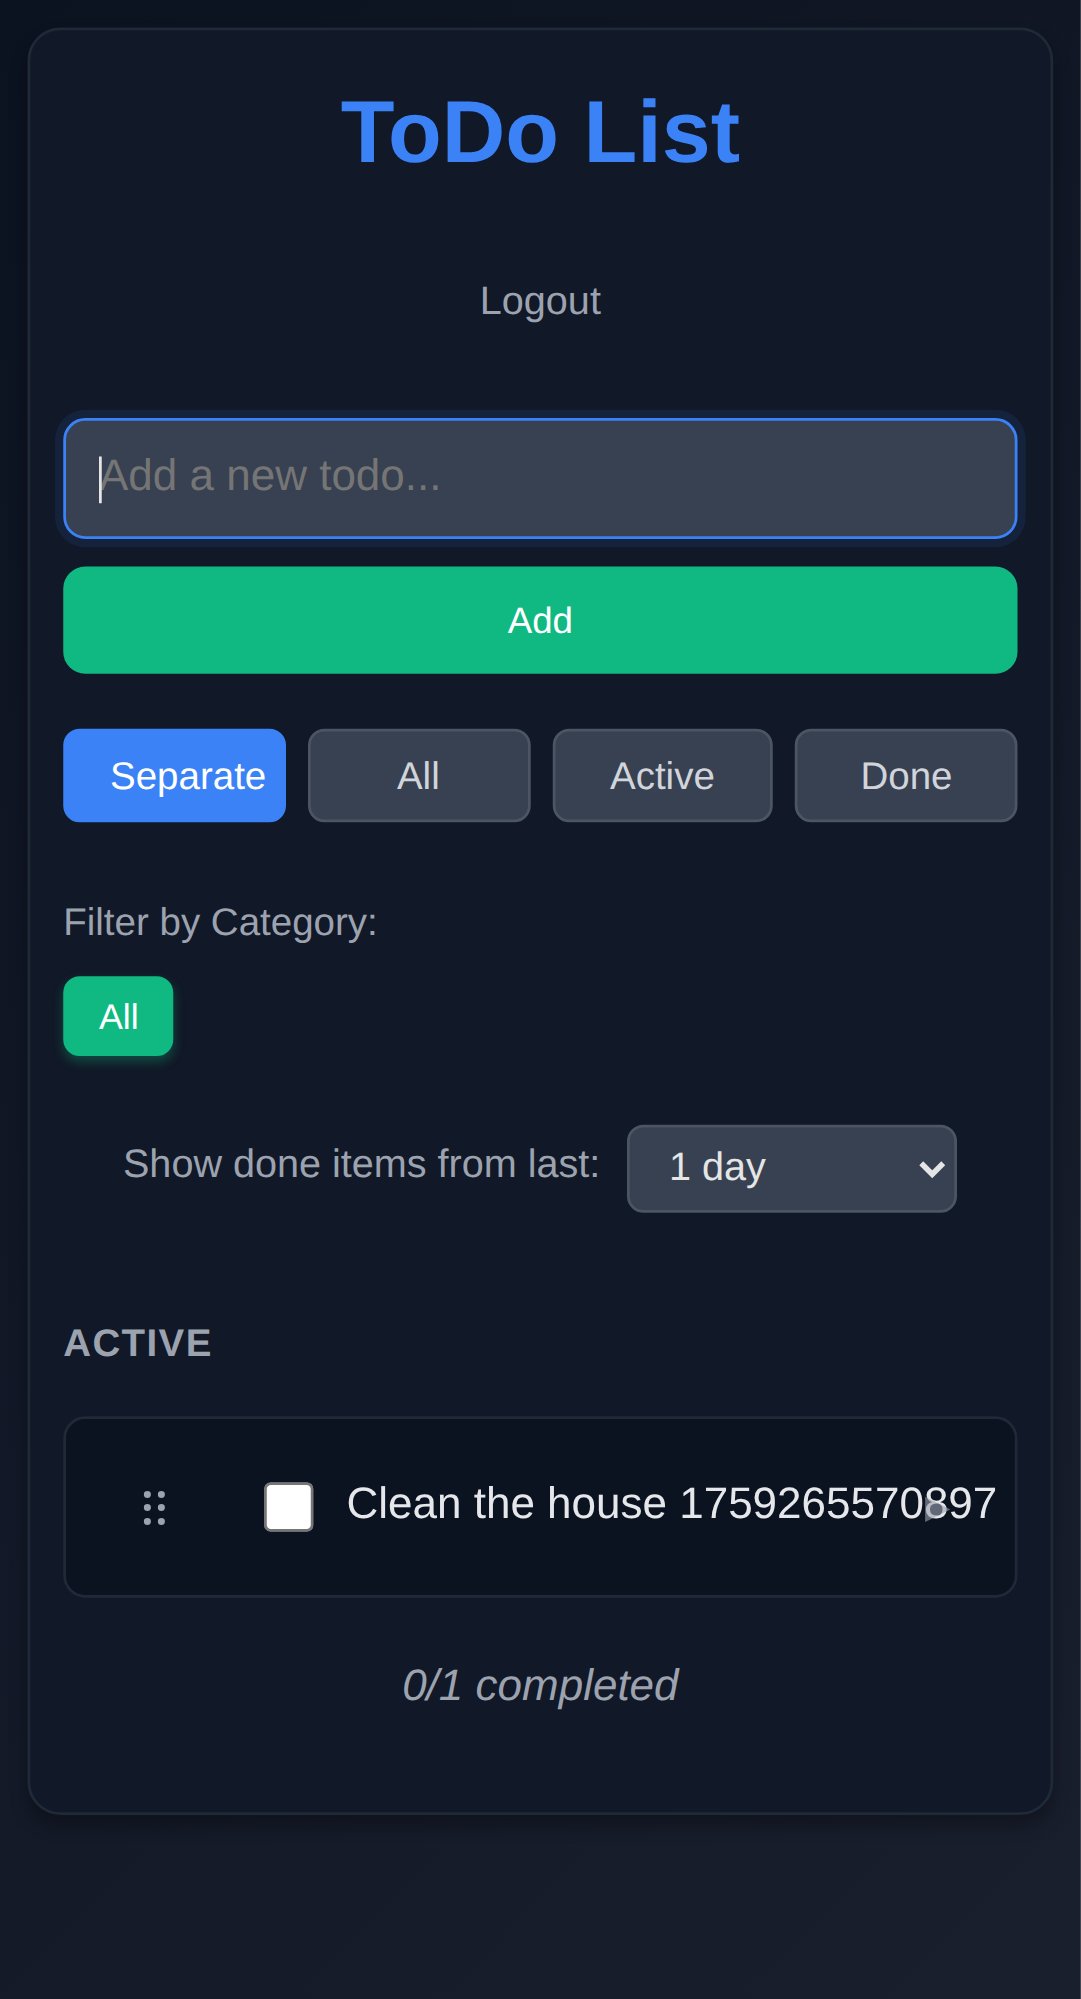 ToDo List
Logout
Add a new todo...
Add
Separate All Active Done
Filter by Category:
All
Show done items from last: 1 day
ACTIVE
Clean the house 1759265570897
0/1 completed